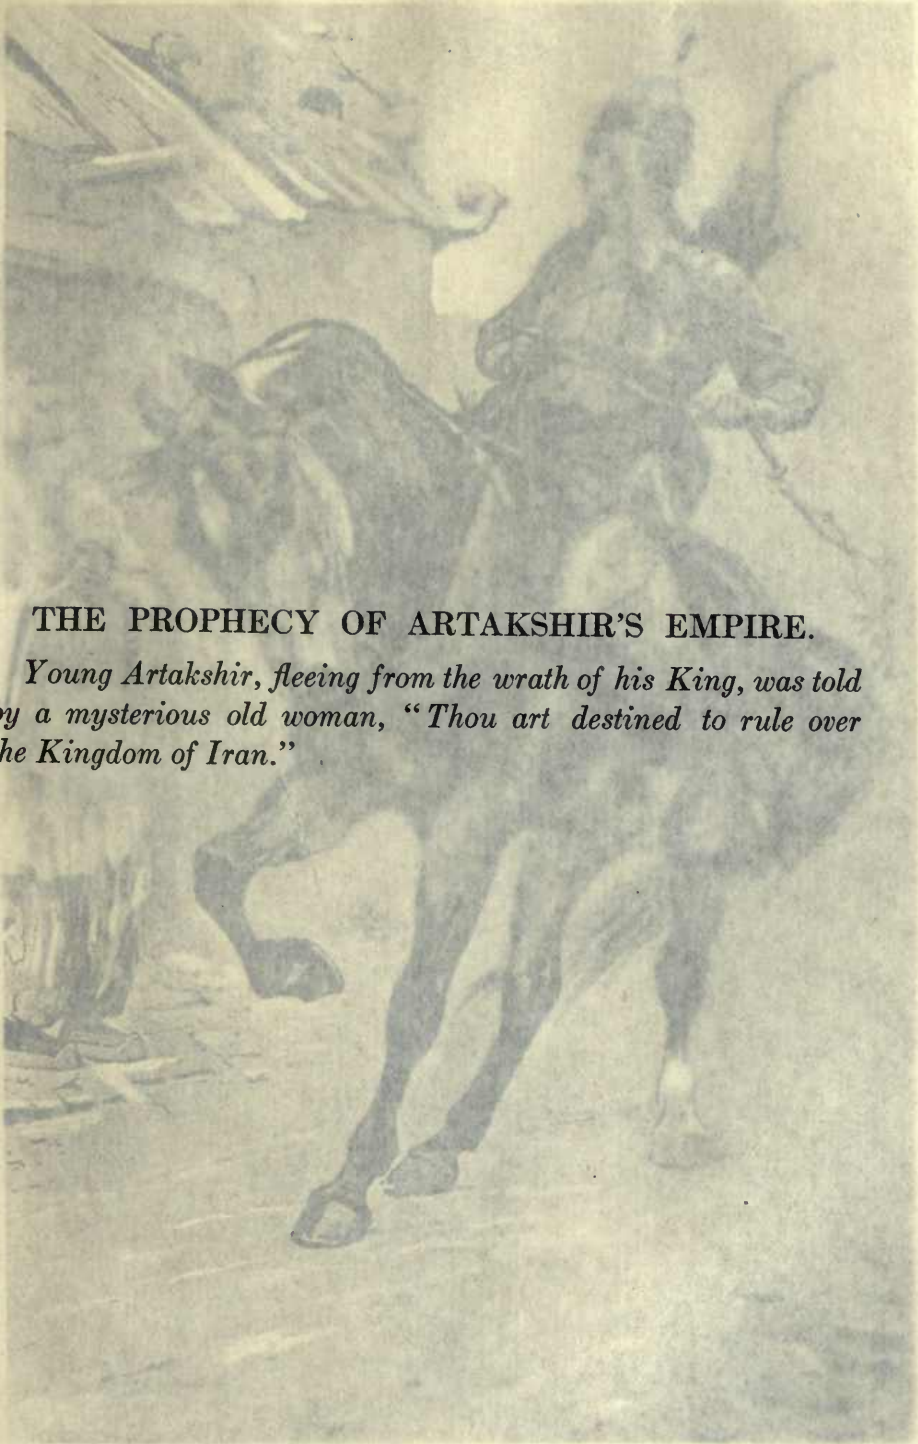 THE PROPHECY OF ARTAKSHIR'S EMPIRE.
Young Artakshir, fleeing from the wrath of his King, was told
y a mysterious old woman, “Thou art destined to rule over
he Kingdom of Iran.”